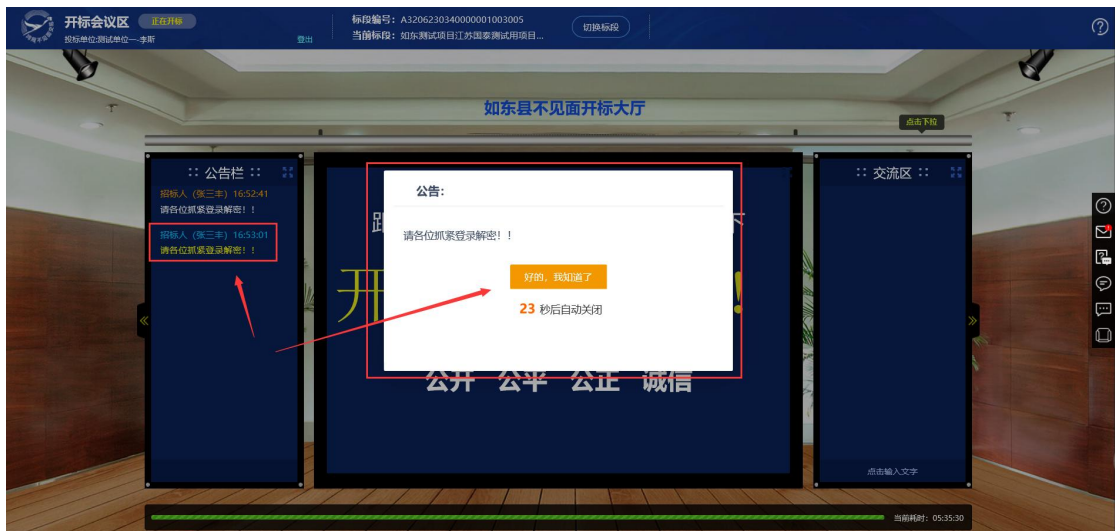 开标会议区 正在开标
投标单位:测试单位一-李斯 登出
标段编号：A3206230340000001003005
当前标段：如东测试项目江苏国泰测试用项目...
切换标段
如东县不见面开标大厅
点击下拉
:: 公告栏 ::
招标人（张三丰）16:52:41
请各位抓紧登录解密！！
招标人（张三丰）16:53:01
请各位抓紧登录解密！！
公告：
请各位抓紧登录解密！！
好的，我知道了
23 秒后自动关闭
距
下
开
!
公开 公平 公正 诚信
:: 交流区 ::
点击输入文字
当前耗时：05:35:30